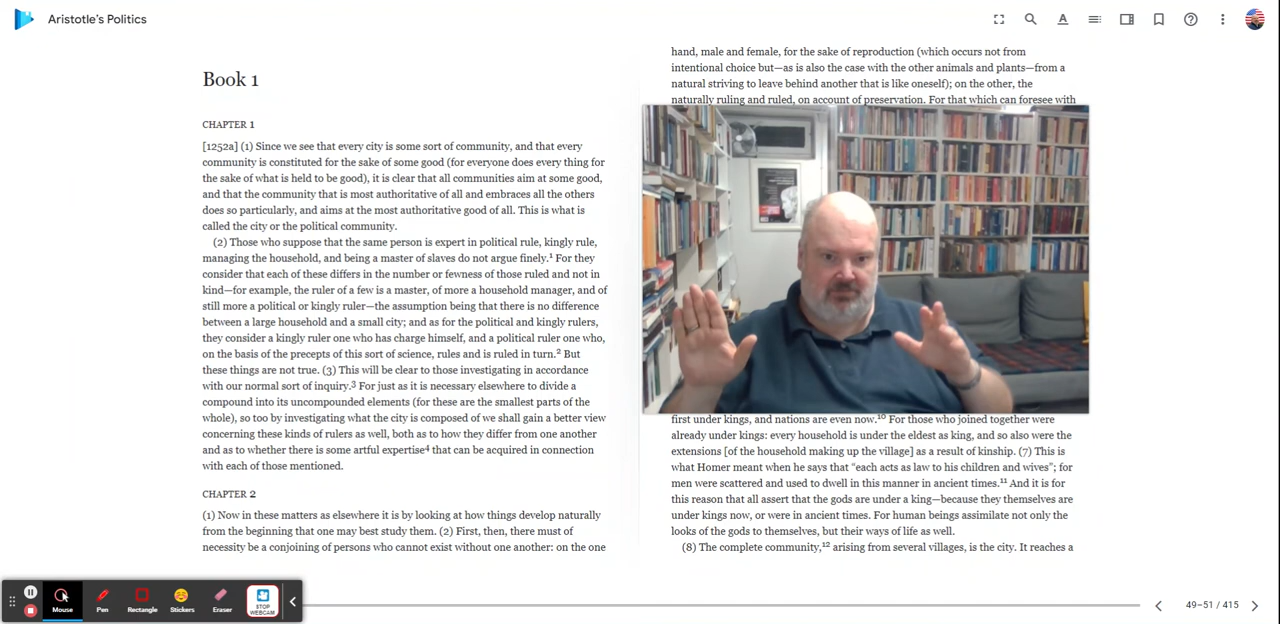 Aristotle's Politics
Book 1
CHAPTER 1
[1252a] (1) Since we see that every city is some sort of community, and that every
community is constituted for the sake of some good (for everyone does every thing for
the sake of what is held to be good), it is clear that all communities aim at some good,
and that the community that is most authoritative of all and embraces all the others
does so particularly, and aims at the most authoritative good of all. This is what is
called the city or the political community.
(2) Those who suppose that the same person is expert in political rule, kingly rule,
managing the household, and being a master of slaves do not argue finely.¹ For they
consider that each of these differs in the number or fewness of those ruled and not in
kind—for example, the ruler of a few is a master, of more a household manager, and of
still more a political or kingly ruler—the assumption being that there is no difference
between a large household and a small city; and as for the political and kingly rulers,
they consider a kingly ruler one who has charge himself, and a political ruler one who,
on the basis of the precepts of this sort of science, rules and is ruled in turn.² But
these things are not true. (3) This will be clear to those investigating in accordance
with our normal sort of inquiry.³ For just as it is necessary elsewhere to divide a
compound into its uncompounded elements (for these are the smallest parts of the
whole), so too by investigating what the city is composed of we shall gain a better view
concerning these kinds of rulers as well, both as to how they differ from one another
and as to whether there is some artful expertise⁴ that can be acquired in connection
with each of those mentioned.
CHAPTER 2
(1) Now in these matters as elsewhere it is by looking at how things develop naturally
from the beginning that one may best study them. (2) First, then, there must of
necessity be a conjoining of persons who cannot exist without one another: on the one
hand, male and female, for the sake of reproduction (which occurs not from
intentional choice but—as is also the case with the other animals and plants—from a
natural striving to leave behind another that is like oneself); on the other, the
naturally ruling and ruled, on account of preservation. For that which can foresee with
first under kings, and nations are even now.¹⁰ For those who joined together were
already under kings: every household is under the eldest as king, and so also were the
extensions [of the household making up the village] as a result of kinship. (7) This is
what Homer meant when he says that "each acts as law to his children and wives"; for
men were scattered and used to dwell in this manner in ancient times.¹¹ And it is for
this reason that all assert that the gods are under a king—because they themselves are
under kings now, or were in ancient times. For human beings assimilate not only the
looks of the gods to themselves, but their ways of life as well.
(8) The complete community,¹² arising from several villages, is the city. It reaches a
Mouse
Pen
Rectangle
Stickers
Eraser
STOP
WEBCAM
49–51 / 415